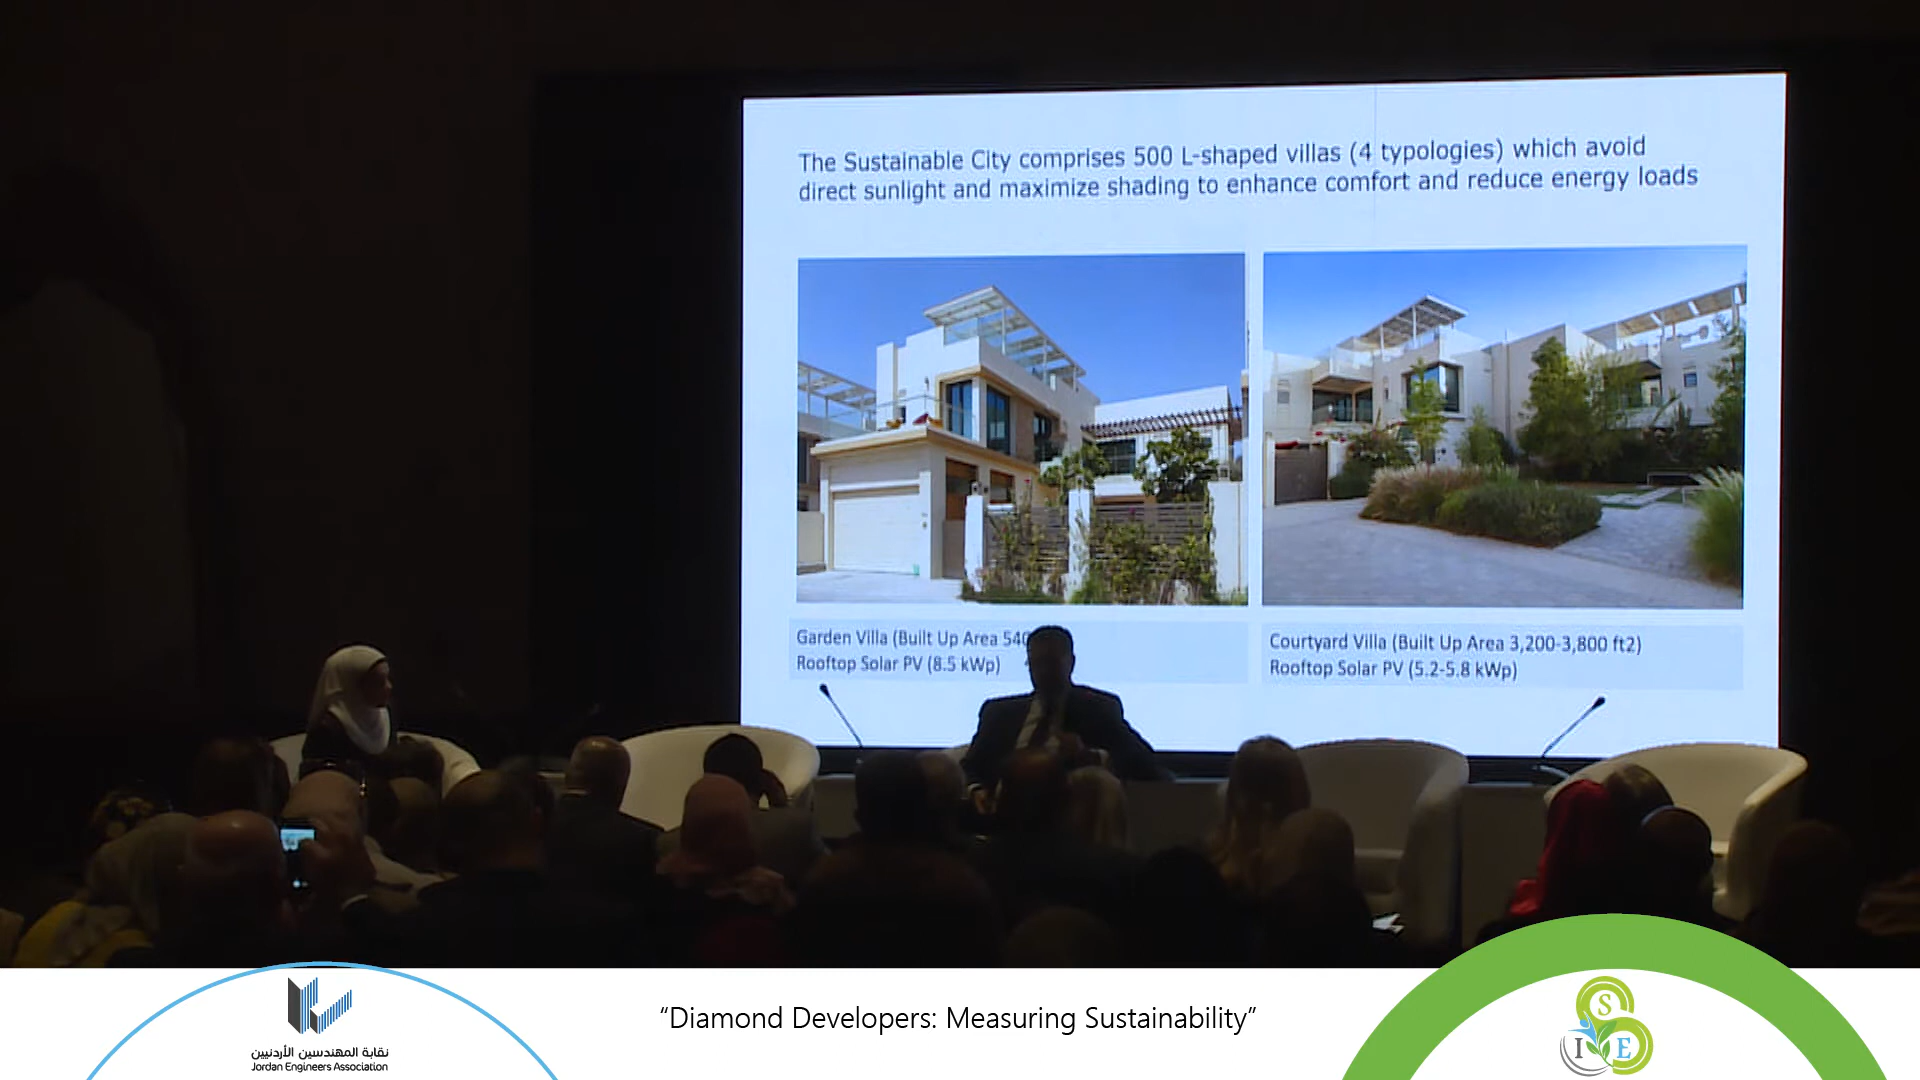 The Sustainable City comprises 500 L-shaped villas (4 typologies) which avoid
direct sunlight and maximize shading to enhance comfort and reduce energy loads
Garden Villa (Built Up Area
Rooftop Solar PV (8.5 kWp)
Courtyard Villa (Built Up Area 3,200-3,800 ft2)
Rooftop Solar PV (5.2-5.8 kWp)
نقابة المهندسين الأردنيين
Jordan Engineers Association
“Diamond Developers: Measuring Sustainability”
S
I E